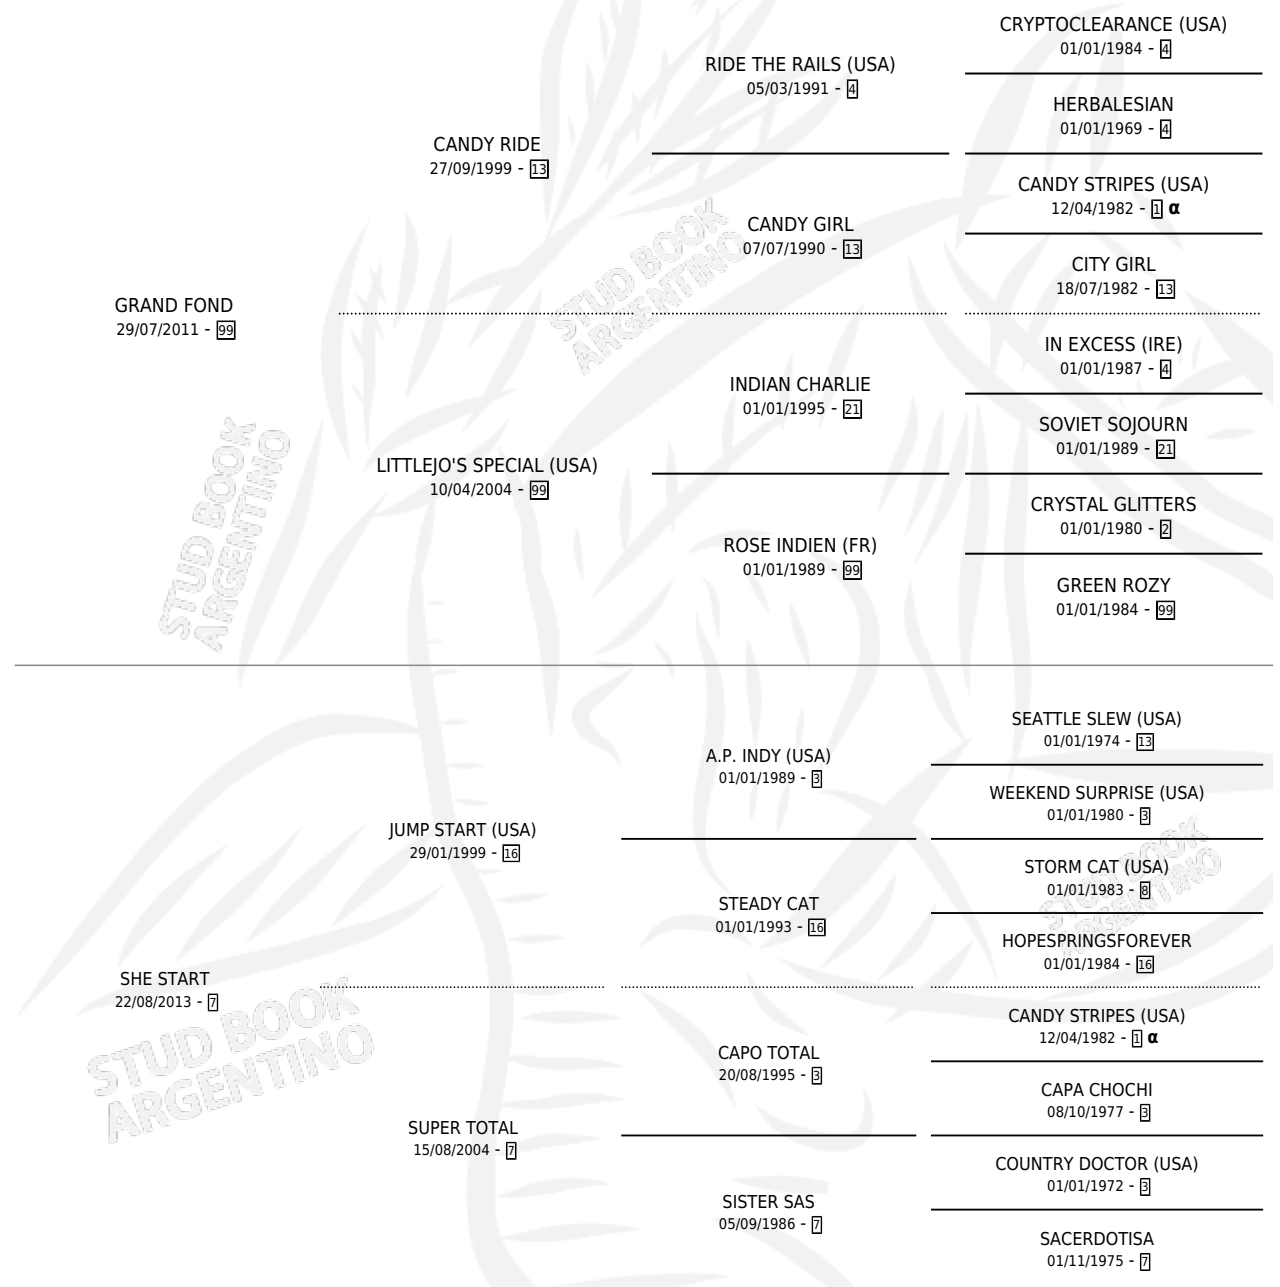 CRYPTOCLEARANCE (USA)
01/01/1984 - 4
RIDE THE RAILS (USA)
05/03/1991 - 4
HERBALESIAN
01/01/1969 - 4
CANDY RIDE
27/09/1999 - 13
CANDY STRIPES (USA)
12/04/1982 - 1 α
CANDY GIRL
07/07/1990 - 13
CITY GIRL
18/07/1982 - 13
GRAND FOND
29/07/2011 - 99
STUD BOOK
ARGENTINO
IN EXCESS (IRE)
01/01/1987 - 4
INDIAN CHARLIE
01/01/1995 - 21
SOVIET SOJOURN
01/01/1989 - 21
LITTLEJO'S SPECIAL (USA)
10/04/2004 - 99
STUD BOOK
ARGENTINO
CRYSTAL GLITTERS
01/01/1980 - 2
ROSE INDIEN (FR)
01/01/1989 - 99
GREEN ROZY
01/01/1984 - 99
SEATTLE SLEW (USA)
01/01/1974 - 13
A.P. INDY (USA)
01/01/1989 - 3
WEEKEND SURPRISE (USA)
01/01/1980 - 3
JUMP START (USA)
29/01/1999 - 16
STORM CAT (USA)
01/01/1983 - 8
STUD BOOK
ARGENTINO
STEADY CAT
01/01/1993 - 16
HOPESPRINGSFOREVER
01/01/1984 - 16
SHE START
22/08/2013 - 7
STUD BOOK
ARGENTINO
CANDY STRIPES (USA)
12/04/1982 - 1 α
CAPO TOTAL
20/08/1995 - 3
CAPA CHOCHI
08/10/1977 - 3
SUPER TOTAL
15/08/2004 - 7
COUNTRY DOCTOR (USA)
01/01/1972 - 3
SISTER SAS
05/09/1986 - 7
SACERDOTISA
01/11/1975 - 7